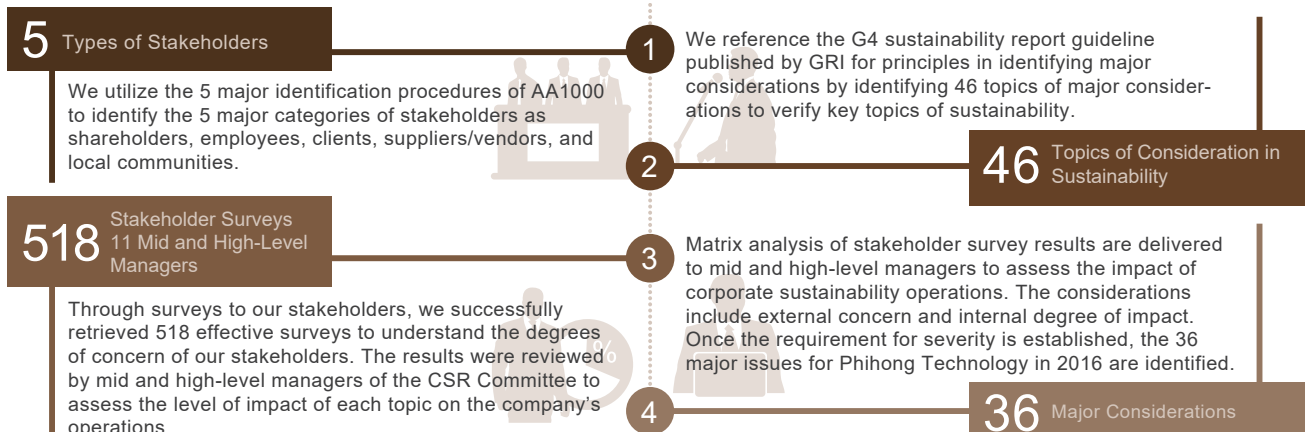 5 Types of Stakeholders
We utilize the 5 major identification procedures of AA1000
to identify the 5 major categories of stakeholders as
shareholders, employees, clients, suppliers/vendors, and
local communities.
1
We reference the G4 sustainability report guideline
published by GRI for principles in identifying major
considerations by identifying 46 topics of major consider-
ations to verify key topics of sustainability.
2
46 Topics of Consideration in
Sustainability
518 Stakeholder Surveys
11 Mid and High-Level
Managers
Through surveys to our stakeholders, we successfully
retrieved 518 effective surveys to understand the degrees
of concern of our stakeholders. The results were reviewed
by mid and high-level managers of the CSR Committee to
assess the level of impact of each topic on the company's
operations
%
3
Matrix analysis of stakeholder survey results are delivered
to mid and high-level managers to assess the impact of
corporate sustainability operations. The considerations
include external concern and internal degree of impact.
Once the requirement for severity is established, the 36
major issues for Phihong Technology in 2016 are identified.
4
36 Major Considerations